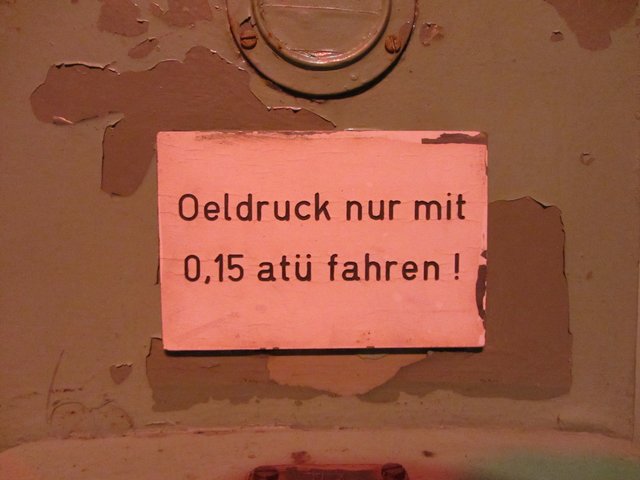 Oeldruck nur mit
0,15 atü fahren !